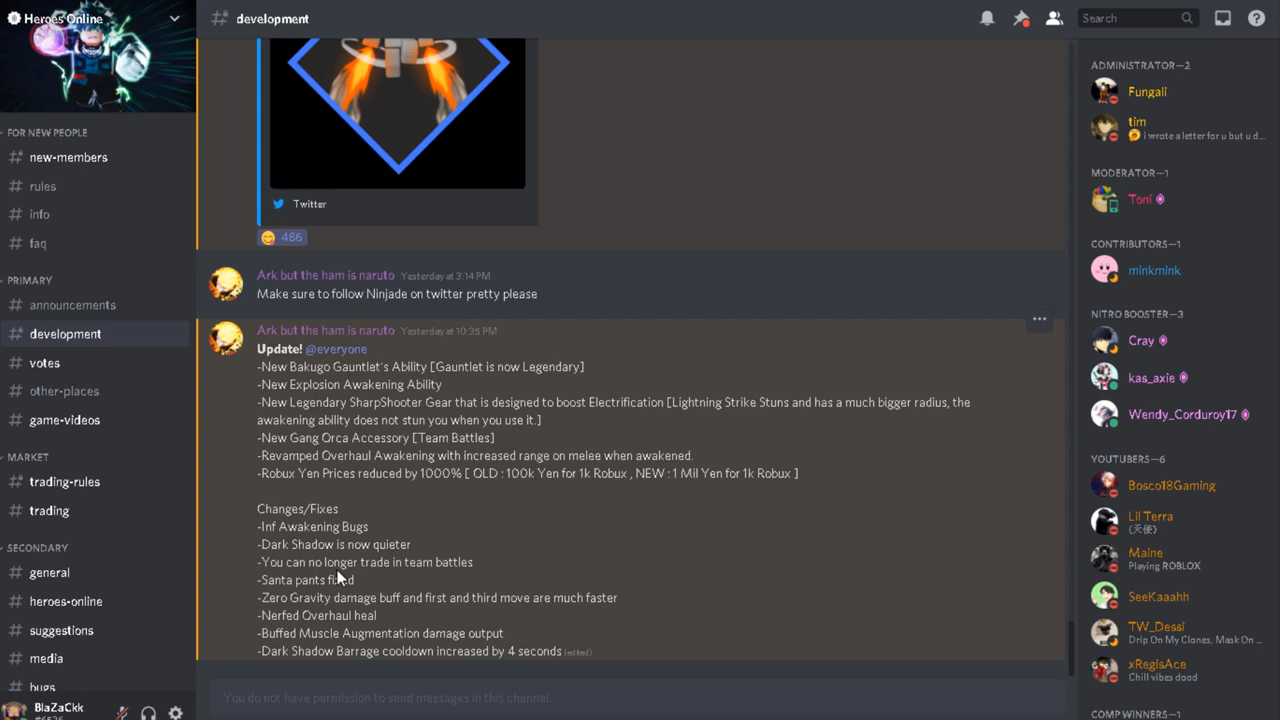 Heroes Online
FOR NEW PEOPLE
# new-members
# rules
# info
# faq
PRIMARY
# announcements
# development
# votes
# other-places
# game-videos
MARKET
# trading-rules
# trading
SECONDARY
# general
# heroes-online
# suggestions
# media
# bugs
BlaZaCkk
# development
Search
Twitter
486
Ark but the ham is naruto Yesterday at 3:14 PM
Make sure to follow Ninjade on twitter pretty please
Ark but the ham is naruto Yesterday at 10:35 PM
Update! @everyone
-New Bakugo Gauntlet's Ability [Gauntlet is now Legendary]
-New Explosion Awakening Ability
-New Legendary SharpShooter Gear that is designed to boost Electrification [Lightning Strike Stuns and has a much bigger radius, the
awakening ability does not stun you when you use it.]
-New Gang Orca Accessory [Team Battles]
-Revamped Overhaul Awakening with increased range on melee when awakened.
-Robux Yen Prices reduced by 1000% [ OLD : 100k Yen for 1k Robux , NEW : 1 Mil Yen for 1k Robux ]
Changes/Fixes
-Inf Awakening Bugs
-Dark Shadow is now quieter
-You can no longer trade in team battles
-Santa pants fixed
-Zero Gravity damage buff and first and third move are much faster
-Nerfed Overhaul heal
-Buffed Muscle Augmentation damage output
-Dark Shadow Barrage cooldown increased by 4 seconds (edited)
You do not have permission to send messages in this channel.
ADMINISTRATOR—2
Fungali
tim
i wrote a letter for u but u d...
MODERATOR—1
Toni
CONTRIBUTORS—1
minkmink
NITRO BOOSTER—3
Cray
kas_axie
Wendy_Corduroy17
YOUTUBERS—6
Bosco18Gaming
Lil Terra
(天使)
Maine
Playing ROBLOX
SeeKaaahh
TW_Dessi
Drip On My Clones, Mask On ...
xRegisAce
Chill vibes daad
COMP WINNERS—1